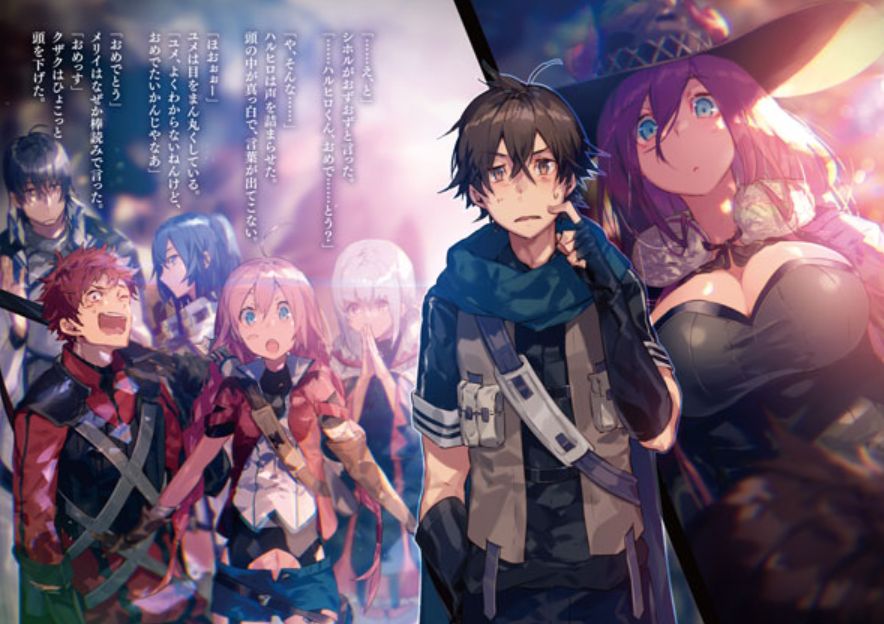 「……え、と」
シホルがおずおずと言った。
「……ハルヒロくん、おめで……とう？」
「や、そんな……」
ハルヒロは声を詰まらせた。
頭の中が真っ白で、言葉が出てこない。
「ほおぉぉー」
ユメは目をまん丸くしている。
「ユメ、よくわからないねんけど、
おめでたいかんじやなあ」
「おめでとう」
メリイはなぜか棒読みで言った。
「おめっす」
クザクはひょこっと
頭を下げた。